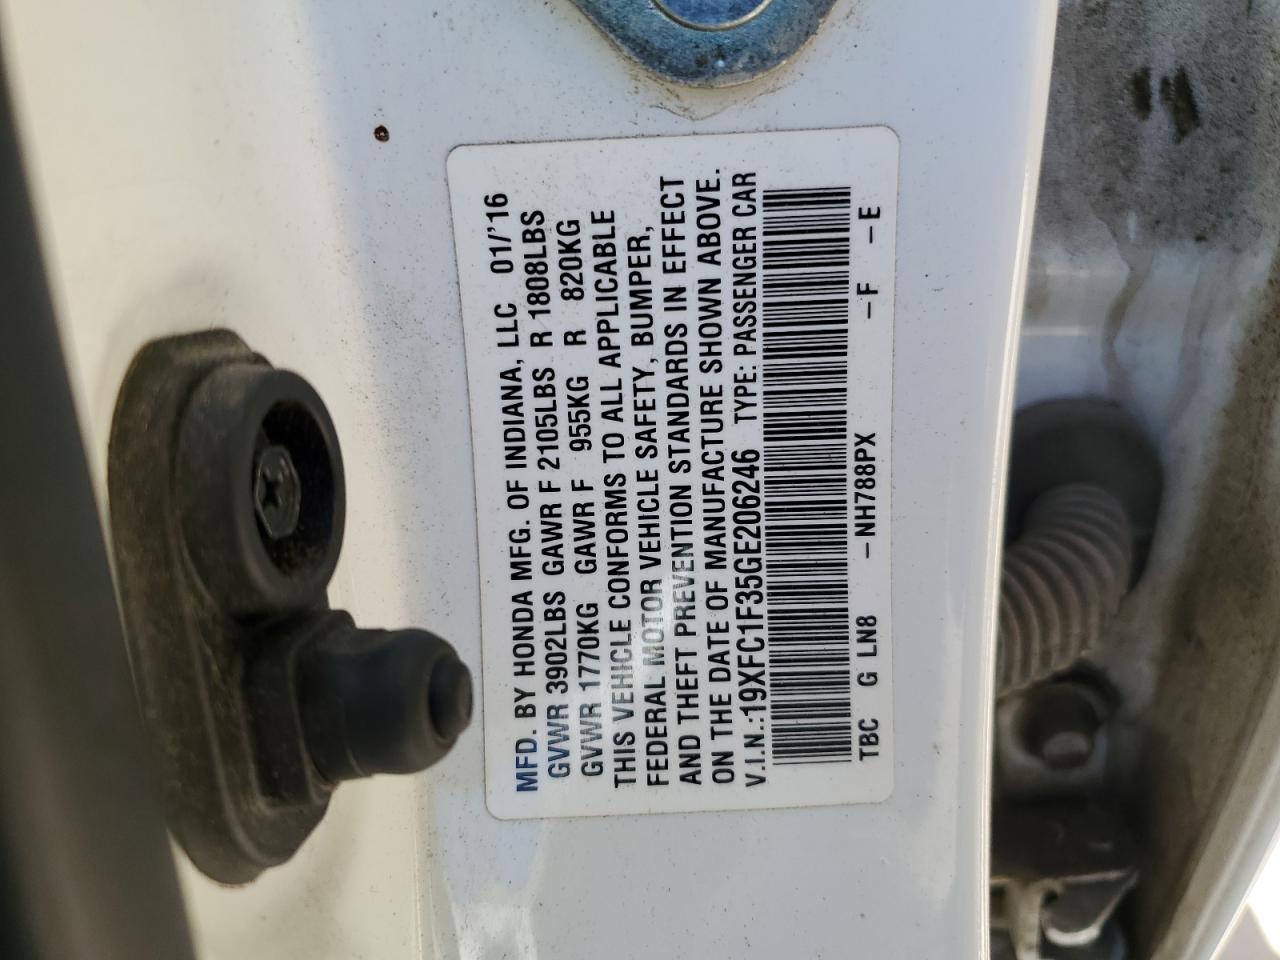 MFD. BY HONDA MFG. OF INDIANA, LLC 01/'16
GVWR 3902LBS GAWR F 2105LBS R 1808LBS
GVWR 1770KG GAWR F 955KG R 820KG
THIS VEHICLE CONFORMS TO ALL APPLICABLE
FEDERAL MOTOR VEHICLE SAFETY, BUMPER,
AND THEFT PREVENTION STANDARDS IN EFFECT
ON THE DATE OF MANUFACTURE SHOWN ABOVE.
V.I.N.:19XFC1F35GE206246 TYPE: PASSENGER CAR
TBC G LN8 -NH788PX -F -E